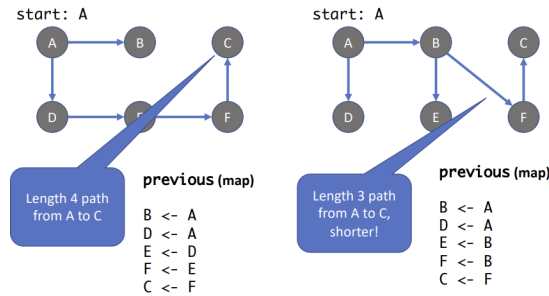 start: A
A
B
C
D
F
Length 4 path
from A to C
previous (map)
B <- A
D <- A
E <- D
F <- E
C <- F
start: A
A
B
C
D
E
F
Length 3 path
from A to C,
shorter!
previous (map)
B <- A
D <- A
E <- B
F <- B
C <- F